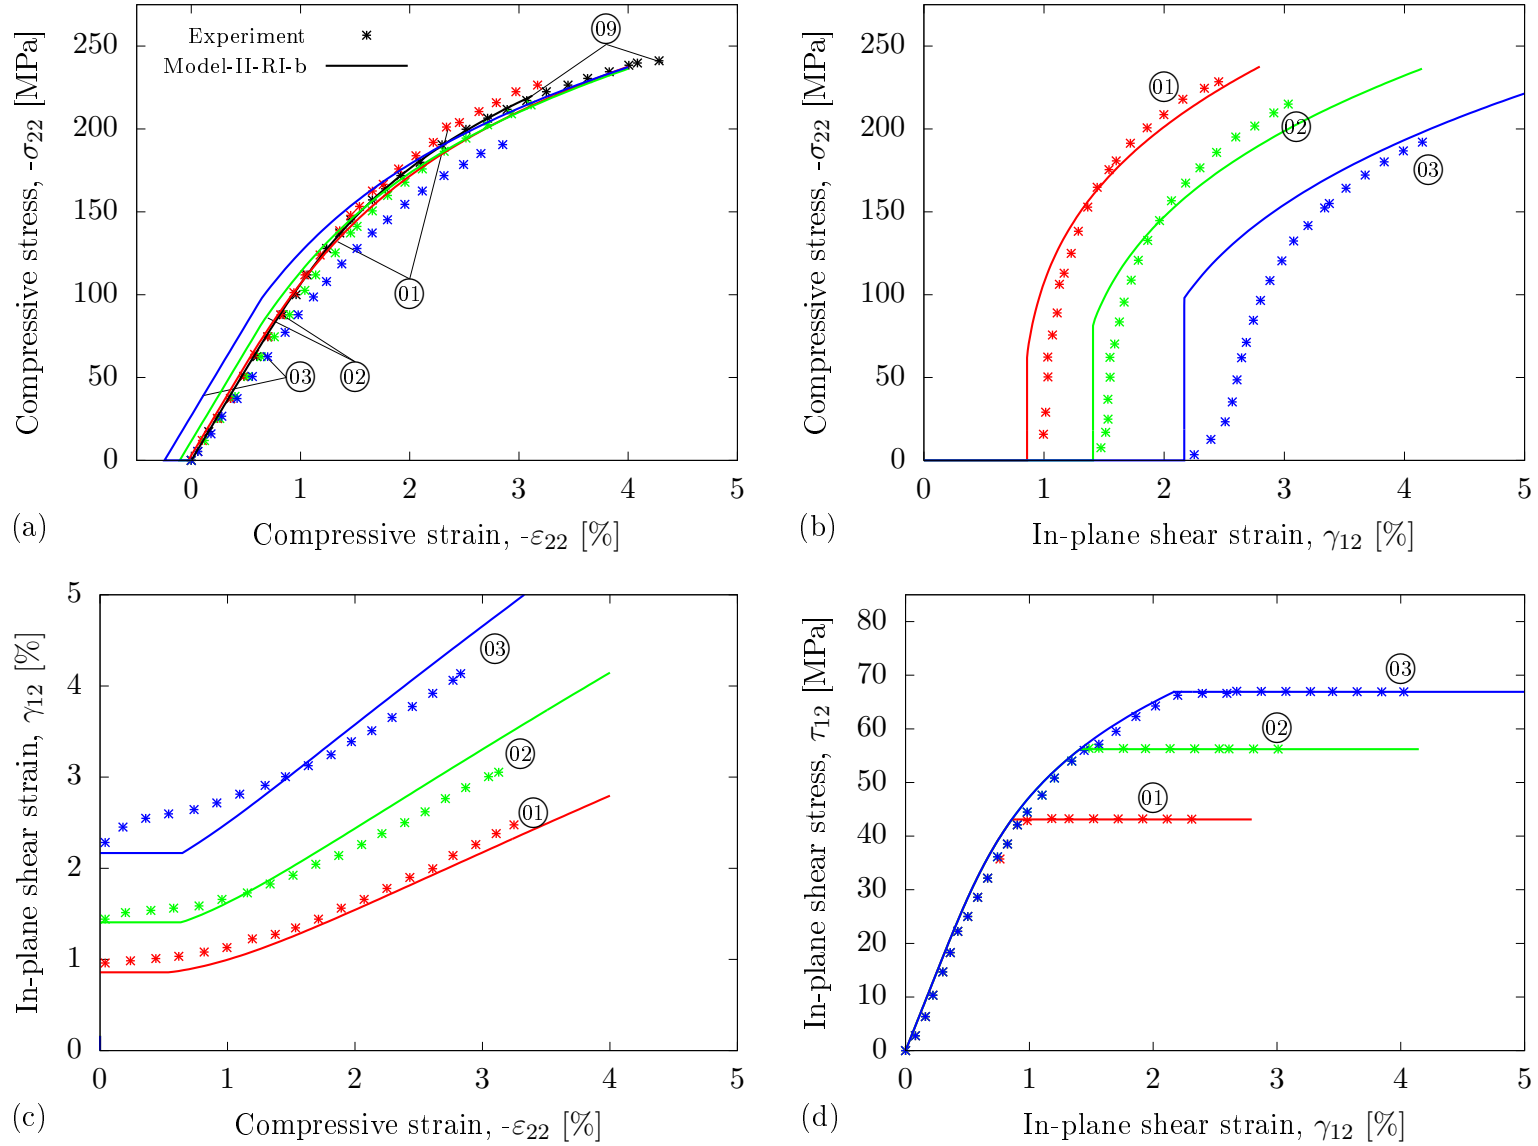 Experiment
Model-II-RI-b
09
01
03
02
250
200
150
100
50
0
0 1 2 3 4 5
Compressive stress, -σ22 [MPa]
Compressive strain, -ε22 [%]
(a)
01
02
03
250
200
150
100
50
0
0 1 2 3 4 5
Compressive stress, -σ22 [MPa]
In-plane shear strain, γ12 [%]
(b)
03
02
01
5
4
3
2
1
0
0 1 2 3 4 5
In-plane shear strain, γ12 [%]
Compressive strain, -ε22 [%]
(c)
03
02
01
80
70
60
50
40
30
20
10
0
0 1 2 3 4 5
In-plane shear stress, τ12 [MPa]
In-plane shear strain, γ12 [%]
(d)